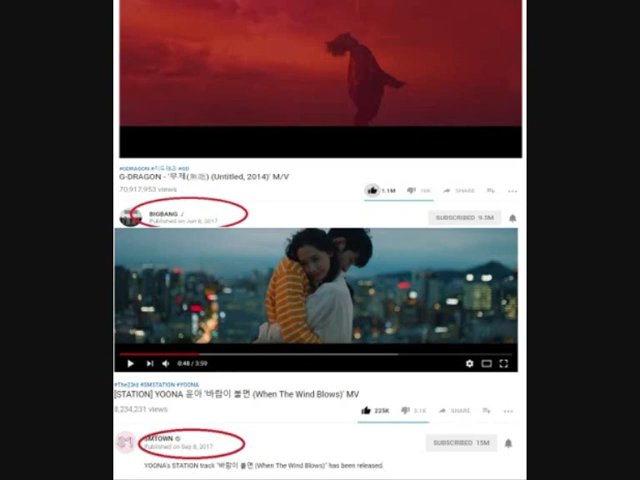 #GDRAGON #지드래곤 #GD
G-DRAGON - '무제(無題) (Untitled, 2014)' M/V
70,917,953 views
1.1M
SHARE
BIGBANG
Published on Jun 8, 2017
SUBSCRIBED 9.5M
0:48 / 3:59
#The23rd #SMSTATION #YOONA
[STATION] YOONA 윤아 '바람이 불면 (When The Wind Blows)' MV
8,234,231 views
225K
3.1K
SHARE
SMTOWN
Published on Sep 8, 2017
SUBSCRIBED 15M
YOONA's STATION track "바람이 불면 (When The Wind Blows)" has been released.